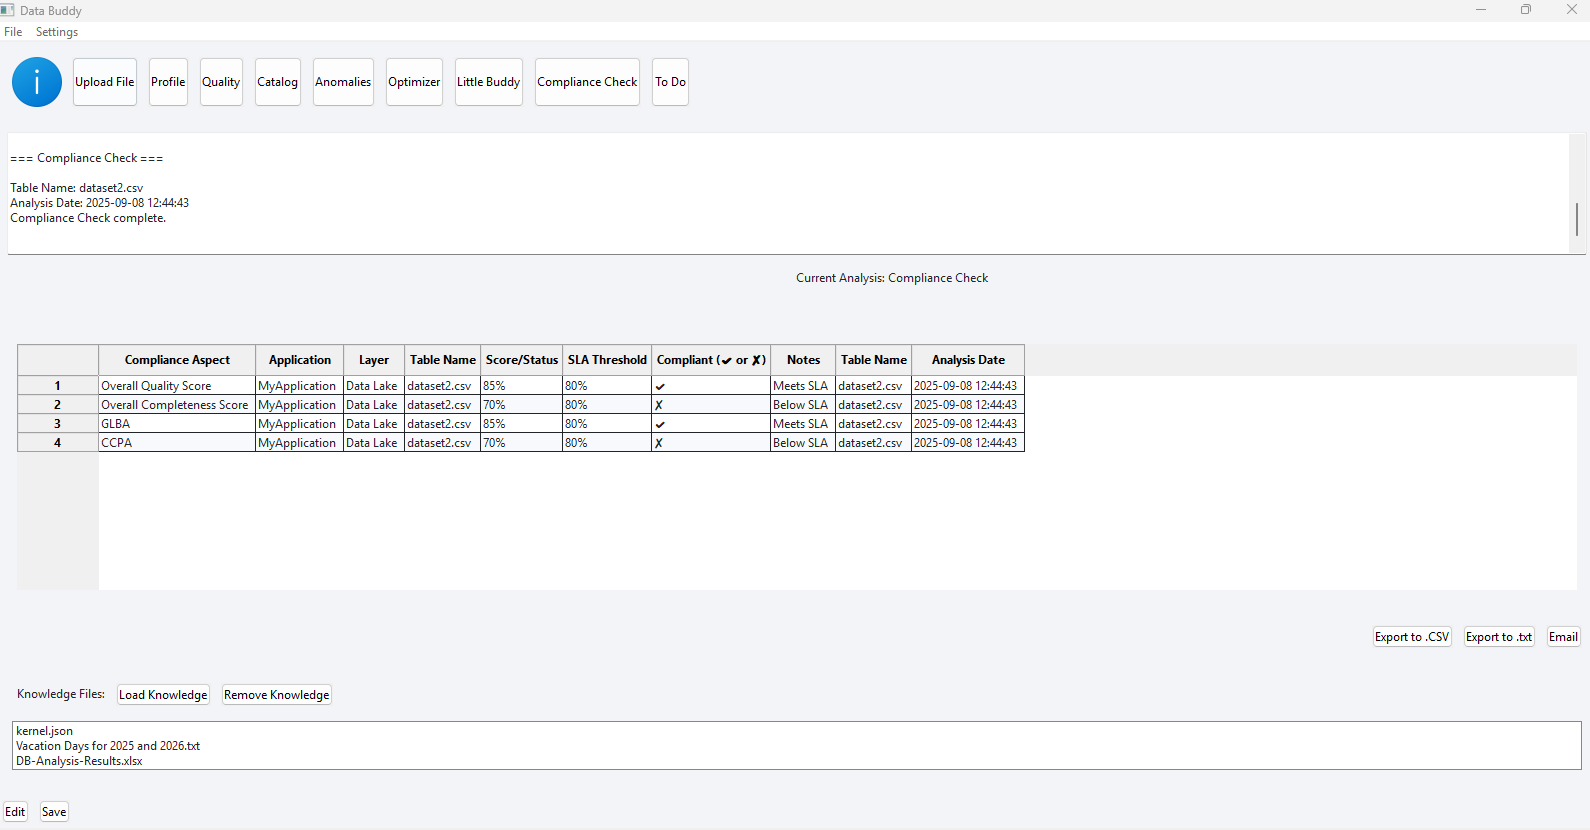 Data Buddy
File Settings
i Upload File Profile Quality Catalog Anomalies Optimizer Little Buddy Compliance Check To Do
=== Compliance Check ===
Table Name: dataset2.csv
Analysis Date: 2025-09-08 12:44:43
Compliance Check complete.
Current Analysis: Compliance Check
Compliance Aspect Application Layer Table Name Score/Status SLA Threshold Compliant (✔ or ✘) Notes Table Name Analysis Date
1 Overall Quality Score MyApplication Data Lake dataset2.csv 85% 80% ✔ Meets SLA dataset2.csv 2025-09-08 12:44:43
2 Overall Completeness Score MyApplication Data Lake dataset2.csv 70% 80% ✘ Below SLA dataset2.csv 2025-09-08 12:44:43
3 GLBA MyApplication Data Lake dataset2.csv 85% 80% ✔ Meets SLA dataset2.csv 2025-09-08 12:44:43
4 CCPA MyApplication Data Lake dataset2.csv 70% 80% ✘ Below SLA dataset2.csv 2025-09-08 12:44:43
Export to .CSV Export to .txt Email
Knowledge Files: Load Knowledge Remove Knowledge
kernel.json
Vacation Days for 2025 and 2026.txt
DB-Analysis-Results.xlsx
Edit Save